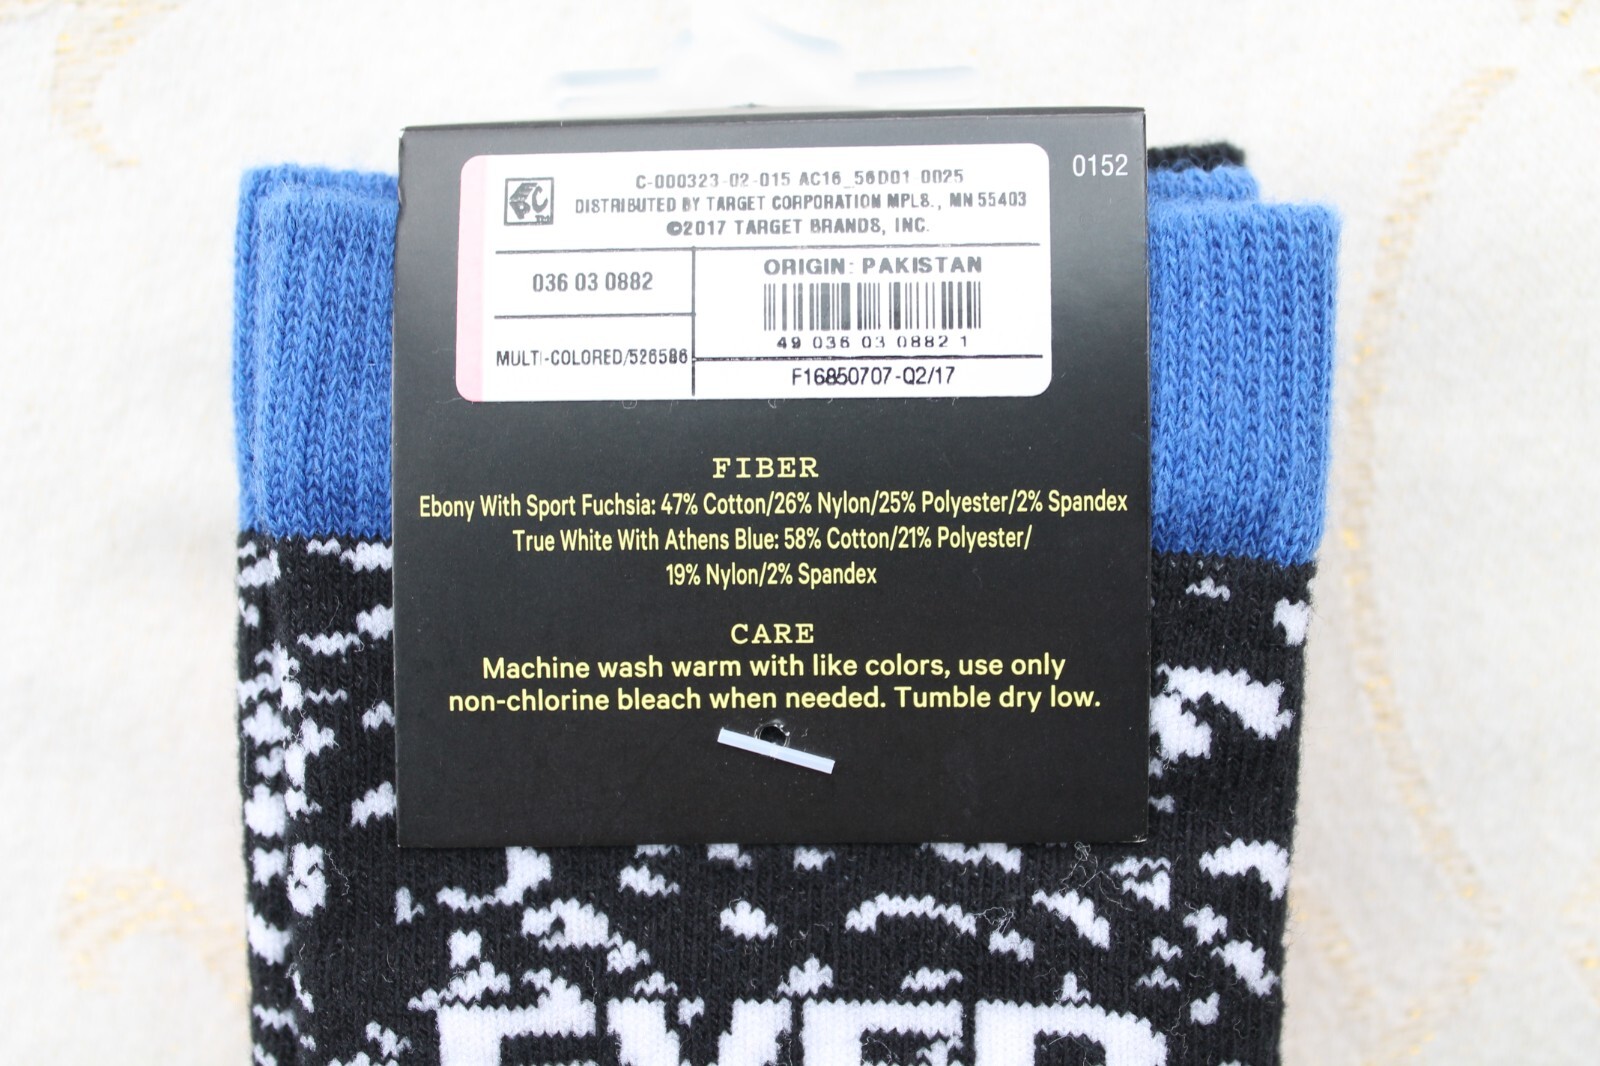 0152
C-000323-02-015 AC16_56D01 0025
DISTRIBUTED BY TARGET CORPORATION MPLS., MN 55403
©2017 TARGET BRANDS, INC.
036 03 0882
ORIGIN: PAKISTAN
49 036 03 0882 1
MULTI-COLORED/526586
F16850707-Q2/17
FIBER
Ebony With Sport Fuchsia: 47% Cotton/26% Nylon/25% Polyester/2% Spandex
True White With Athens Blue: 58% Cotton/21% Polyester/
19% Nylon/2% Spandex
CARE
Machine wash warm with like colors, use only
non-chlorine bleach when needed. Tumble dry low.